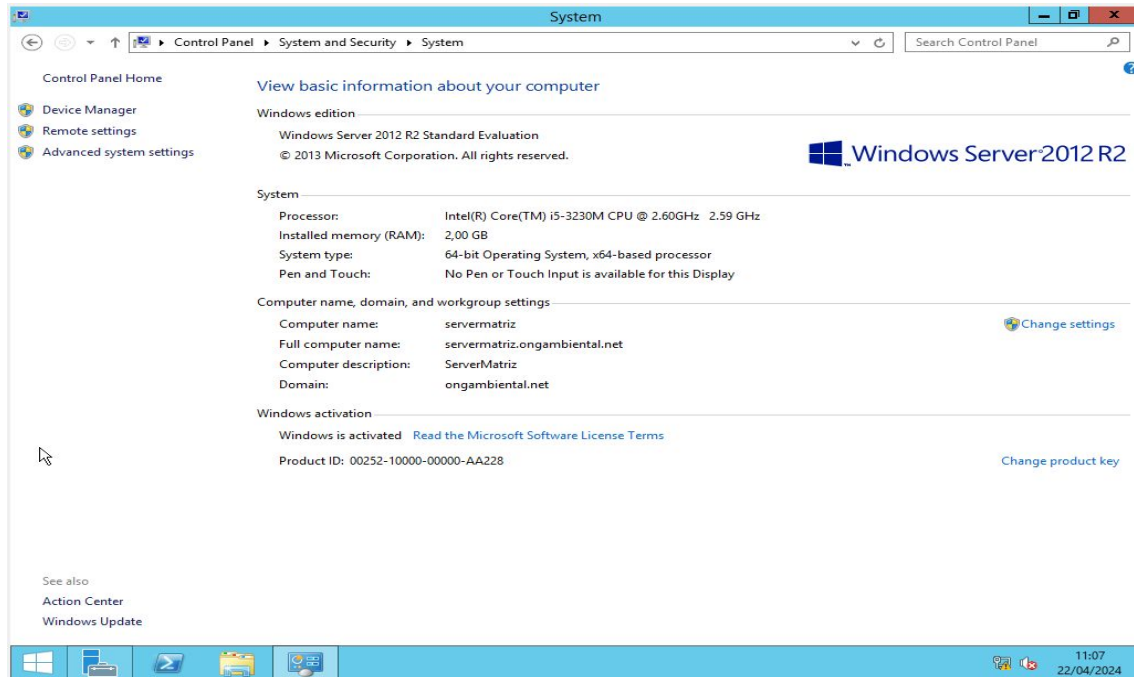 System
Control Panel System and Security System
Search Control Panel
Control Panel Home
Device Manager
Remote settings
Advanced system settings
View basic information about your computer
Windows edition
Windows Server 2012 R2 Standard Evaluation
© 2013 Microsoft Corporation. All rights reserved.
Windows Server 2012 R2
System
Processor: Intel(R) Core(TM) i5-3230M CPU @ 2.60GHz 2.59 GHz
Installed memory (RAM): 2,00 GB
System type: 64-bit Operating System, x64-based processor
Pen and Touch: No Pen or Touch Input is available for this Display
Computer name, domain, and workgroup settings
Computer name: servermatriz Change settings
Full computer name: servermatriz.ongambiental.net
Computer description: ServerMatriz
Domain: ongambiental.net
Windows activation
Windows is activated Read the Microsoft Software License Terms
Product ID: 00252-10000-00000-AA228 Change product key
See also
Action Center
Windows Update
11:07
22/04/2024